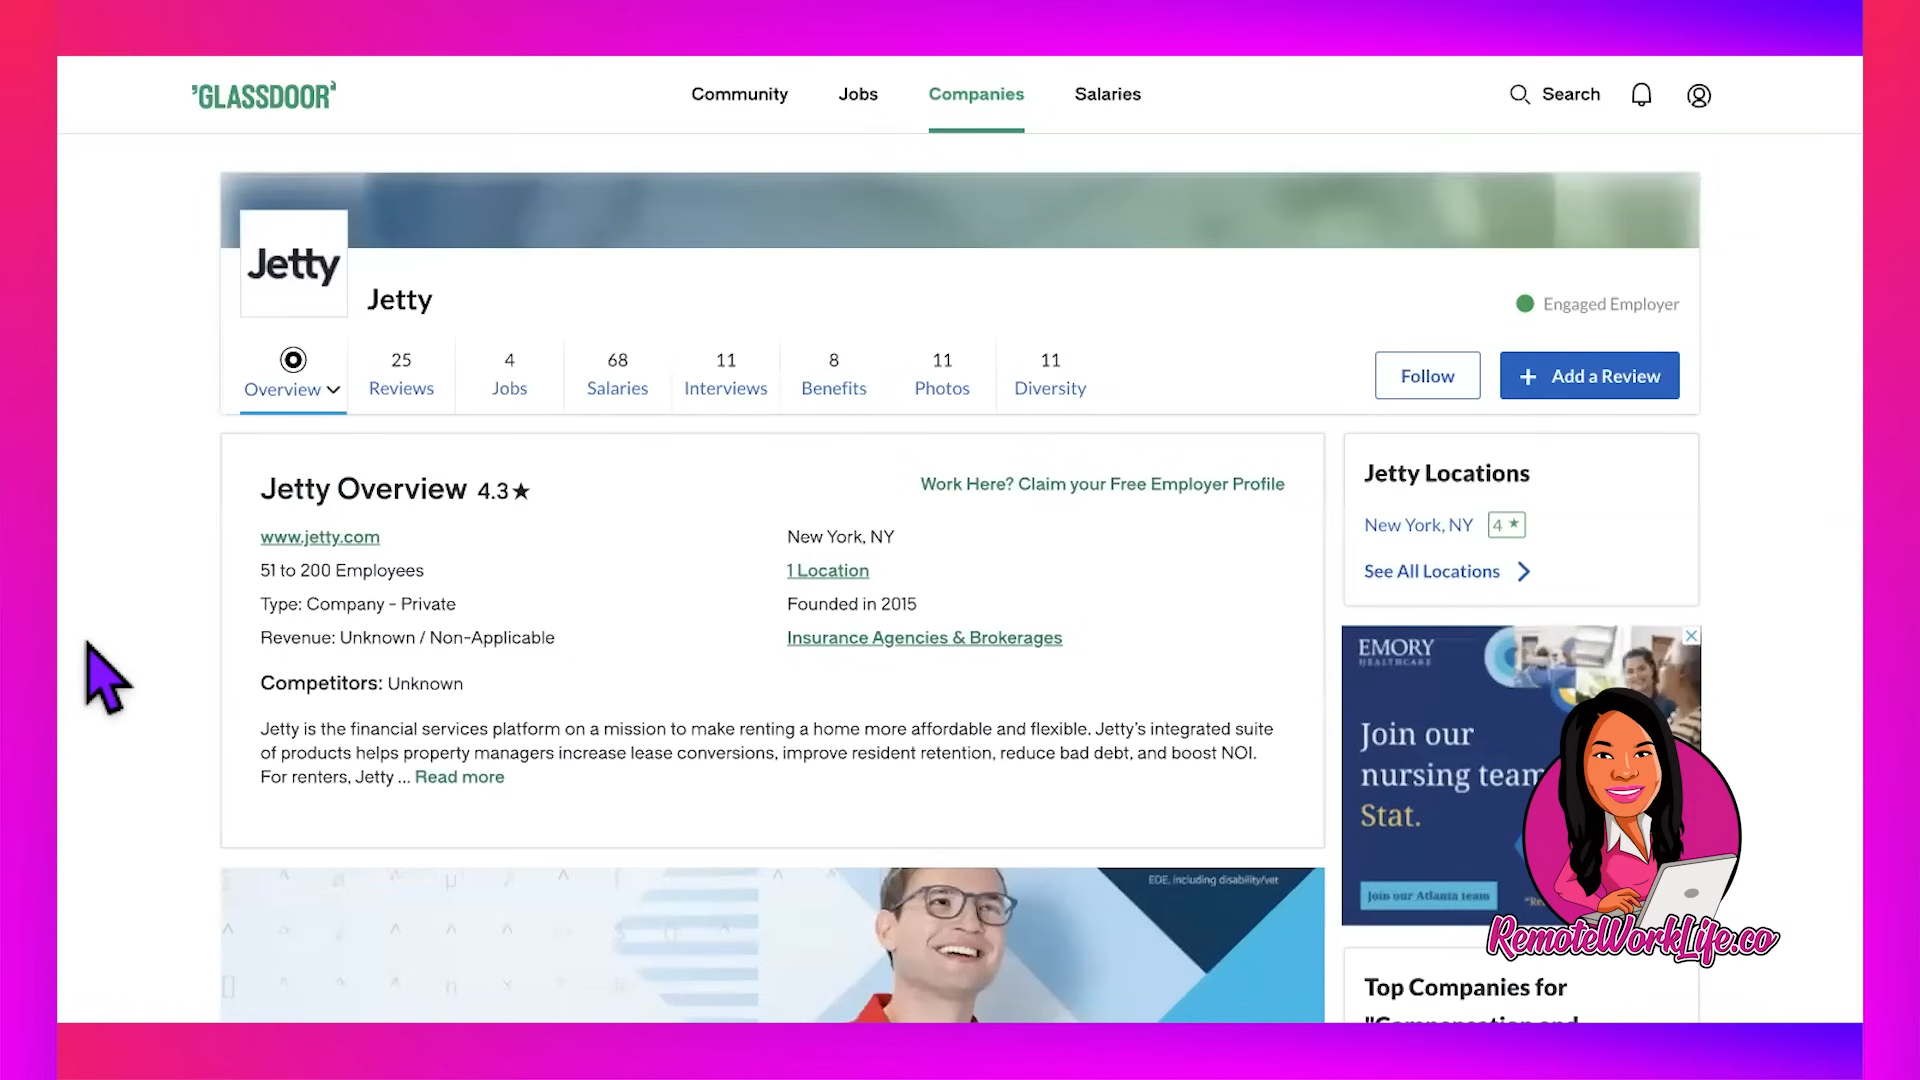 GLASSDOOR
Community
Jobs
Companies
Salaries
Search
Jetty
Jetty
Engaged Employer
Overview
25
Reviews
4
Jobs
68
Salaries
11
Interviews
8
Benefits
11
Photos
11
Diversity
Follow
+ Add a Review
Jetty Overview 4.3★
Work Here? Claim your Free Employer Profile
www.jetty.com
New York, NY
51 to 200 Employees
1 Location
Type: Company - Private
Founded in 2015
Revenue: Unknown / Non-Applicable
Insurance Agencies & Brokerages
Competitors: Unknown
Jetty is the financial services platform on a mission to make renting a home more affordable and flexible. Jetty's integrated suite
of products helps property managers increase lease conversions, improve resident retention, reduce bad debt, and boost NOI.
For renters, Jetty ... Read more
Jetty Locations
New York, NY 4 ★
See All Locations
EMORY
HEALTHCARE
Join our
nursing team
Stat.
Join our Atlanta team
RemoteWorkLife.co
EOE, including disability/vet
Top Companies for